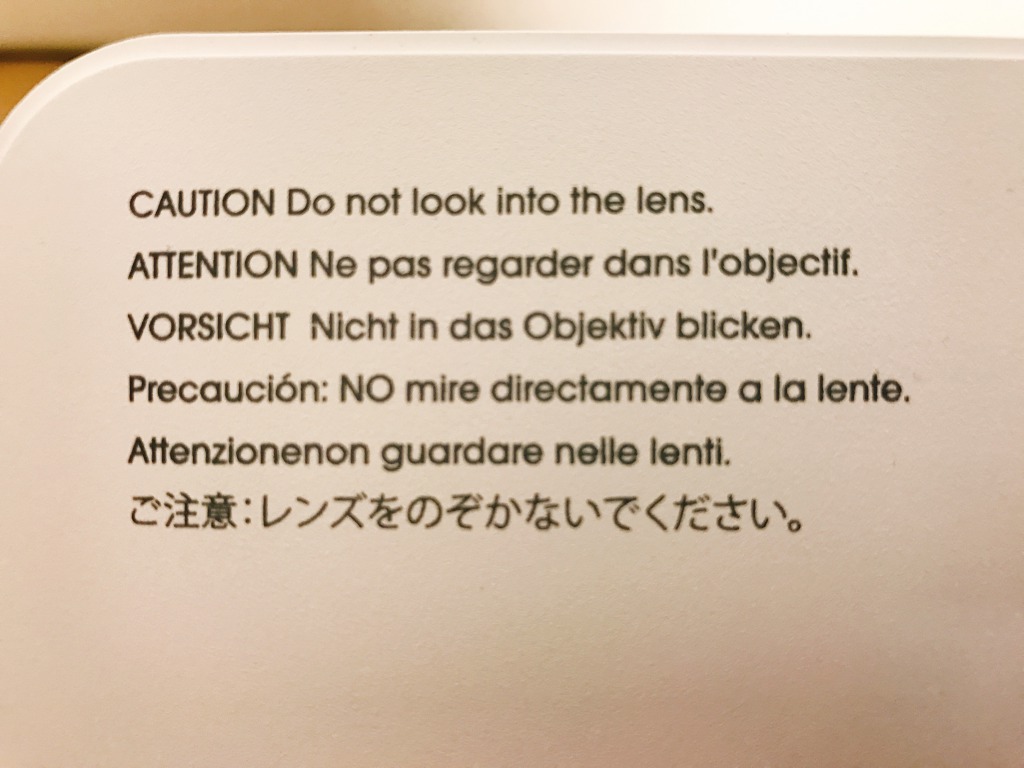 CAUTION Do not look into the lens.
ATTENTION Ne pas regarder dans l'objectif.
VORSICHT Nicht in das Objektiv blicken.
Precaución: NO mire directamente a la lente.
Attenzionenon guardare nelle lenti.
ご注意：レンズをのぞかないでください。